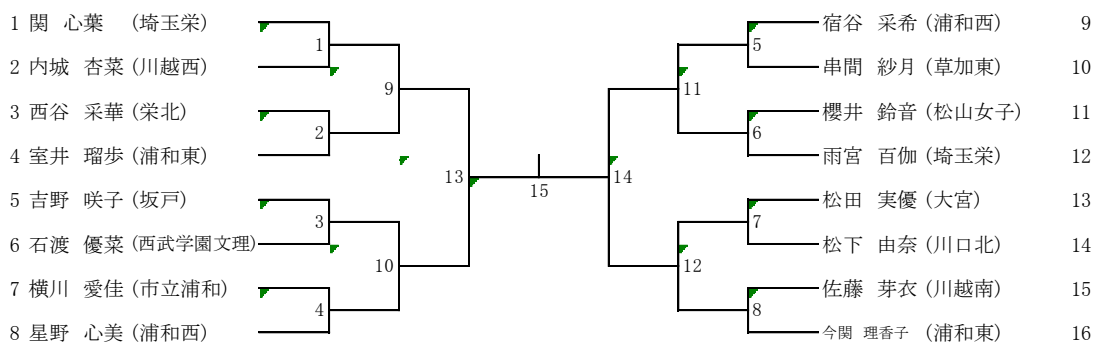 1 関 心葉 (埼玉栄)
2 内城 杏菜 (川越西)
3 西谷 采華 (栄北)
4 室井 瑠歩 (浦和東)
5 吉野 咲子 (坂戸)
6 石渡 優菜 (西武学園文理)
7 横川 愛佳 (市立浦和)
8 星野 心美 (浦和西)
1
2
3
4
9
10
13
15
14
11
12
5
6
7
8
宿谷 采希 (浦和西) 9
串間 紗月 (草加東) 10
櫻井 鈴音 (松山女子) 11
雨宮 百伽 (埼玉栄) 12
松田 実優 (大宮) 13
松下 由奈 (川口北) 14
佐藤 芽衣 (川越南) 15
今関 理香子 (浦和東) 16